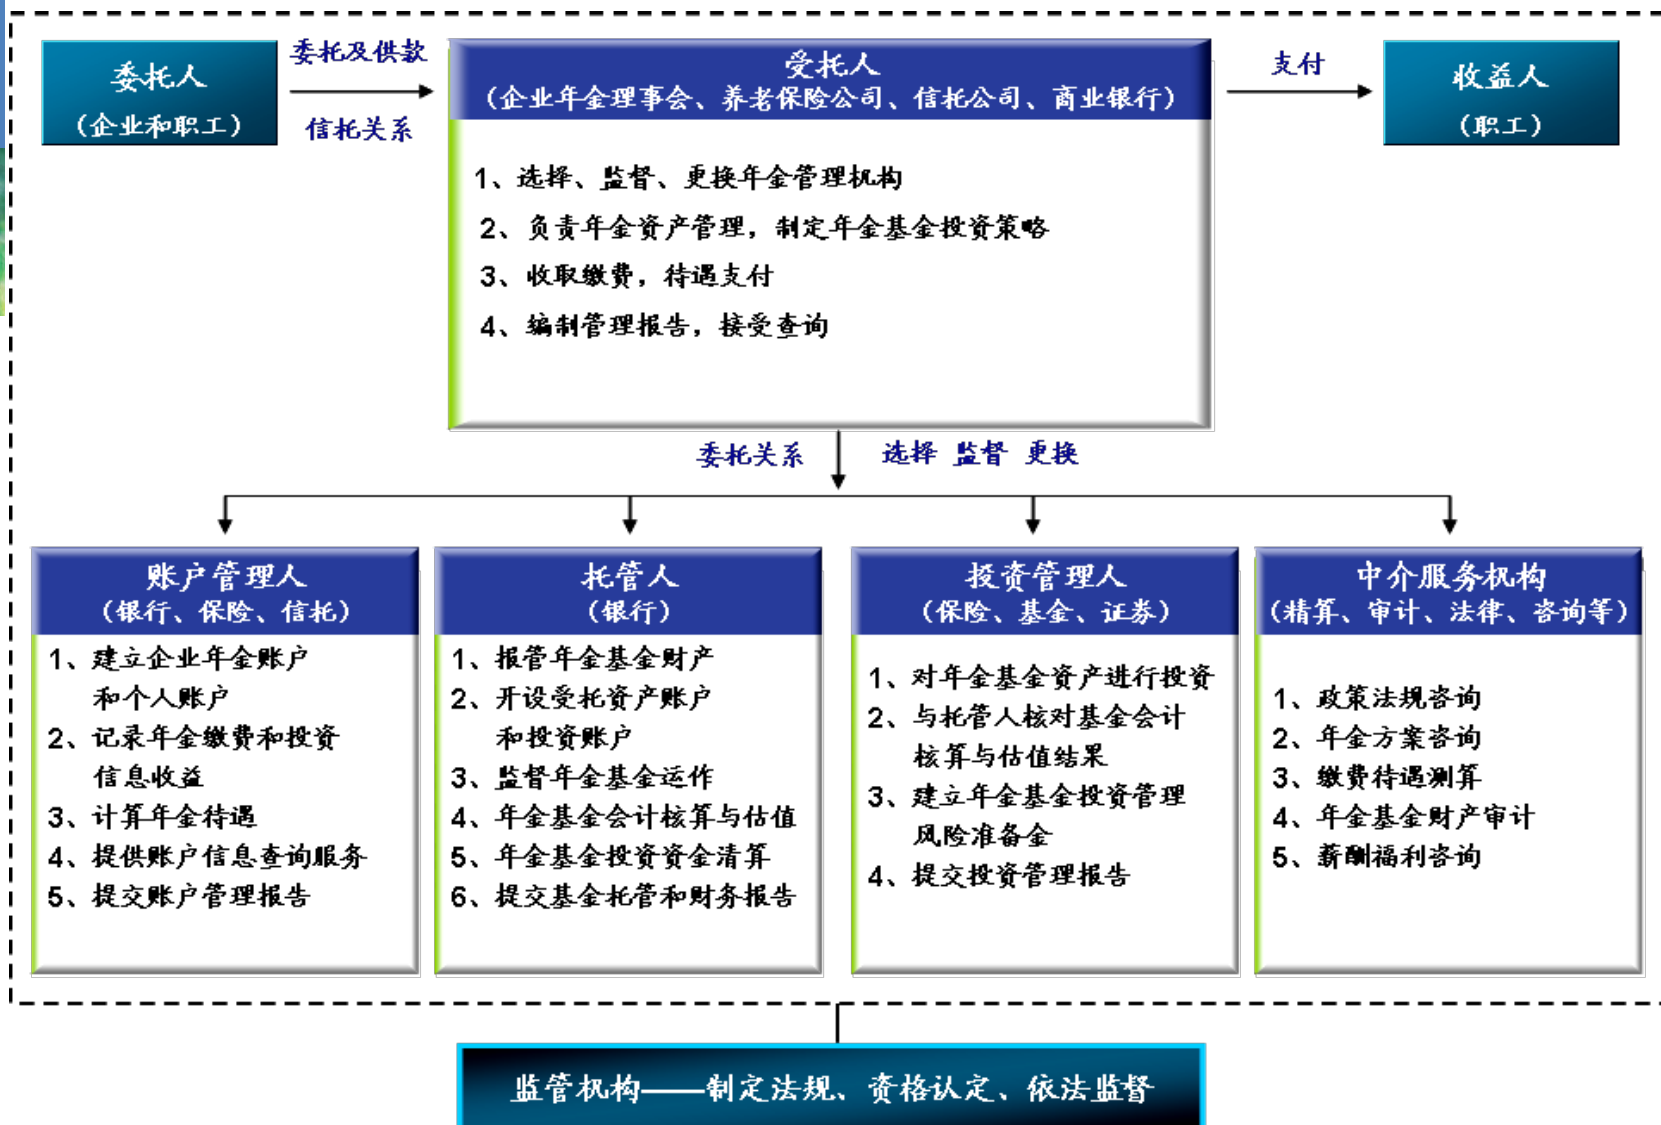 委托人
（企业和职工）
委托及供款
信托关系
受托人
（企业年金理事会、养老保险公司、信托公司、商业银行）
1、选择、监督、更换年金管理机构
2、负责年金资产管理，制定年金基金投资策略
3、收取缴费，待遇支付
4、编制管理报告，接受查询
支付
收益人
（职工）
委托关系
选择 监督 更换
账户管理人
（银行、保险、信托）
1、建立企业年金账户
和个人账户
2、记录年金缴费和投资
信息收益
3、计算年金待遇
4、提供账户信息查询服务
5、提交账户管理报告
托管人
（银行）
1、报管年金基金财产
2、开设受托资产账户
和投资账户
3、监督年金基金运作
4、年金基金会计核算与估值
5、年金基金投资资金清算
6、提交基金托管和财务报告
投资管理人
（保险、基金、证券）
1、对年金基金资产进行投资
2、与托管人核对基金会计
核算与估值结果
3、建立年金基金投资管理
风险准备金
4、提交投资管理报告
中介服务机构
（精算、审计、法律、咨询等）
1、政策法规咨询
2、年金方案咨询
3、缴费待遇测算
4、年金基金财产审计
5、薪酬福利咨询
监管机构——制定法规、资格认定、依法监督